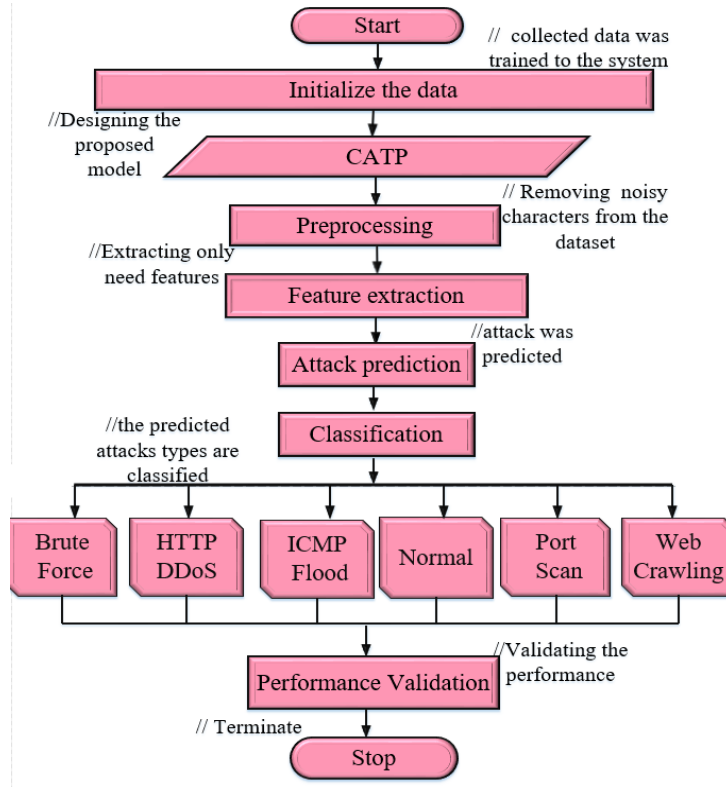 Start
// collected data was
trained to the system
Initialize the data
//Designing the
proposed
model
CATP
// Removing noisy
characters from the
dataset
Preprocessing
//Extracting only
need features
Feature extraction
//attack was
predicted
Attack prediction
//the predicted
attacks types are
classified
Classification
Brute
Force
HTTP
DDoS
ICMP
Flood
Normal
Port
Scan
Web
Crawling
//Validating the
performance
Performance Validation
// Terminate
Stop